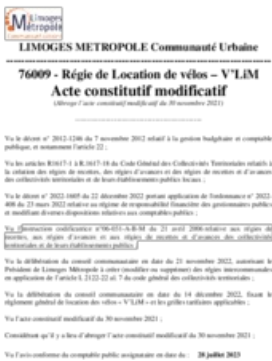 Limoges
Métropole
LIMOGES METROPOLE Communauté Urbaine
76009 - Régie de Location de vélos – V'LiM
Acte constitutif modificatif
(Abroge l'acte constitutif modificatif du 30 novembre 2021)
Vu le décret n° 2012-1246 du 7 novembre 2012 relatif à la gestion budgétaire et comptable
publique, et notamment l'article 22 ;
Vu les articles R1617-1 à R.1617-18 du Code Général des Collectivités Territoriales relatifs à
la création des régies de recettes, des régies d'avances et des régies de recettes et d'avances
des collectivités territoriales et de leurs établissements publics locaux ;
Vu le décret n° 2022-1605 du 22 décembre 2022 portant application de l'ordonnance n° 2022-
408 du 23 mars 2022 relative au régime de responsabilité financière des gestionnaires publics
et modifiant diverses dispositions relatives aux comptables publics ;
Vu l'instruction codificatrice n°06-031-A-B-M du 21 avril 2006 relative aux régies de
recettes, aux régies d'avances et aux régies de recettes et d'avances des collectivités
territoriales et de leurs établissements publics ;
Vu la délibération du conseil communautaire en date du 21 novembre 2022, autorisant le
Président de Limoges Métropole à créer (modifier ou supprimer) des régies intercommunales
en application de l'article L 2122-22 al. 7 du code général des collectivités territoriales ;
Vu la délibération du conseil communautaire en date du 14 décembre 2022, fixant le
règlement général de location des vélos « V'LiM » et les grilles tarifaires applicables ;
Vu l'acte constitutif modificatif du 30 novembre 2021 ;
Considérant qu'il y a lieu d'abroger l'acte constitutif modificatif du 30 novembre 2021 ;
Vu l'avis conforme du comptable public assignataire en date du : 20 juillet 2023